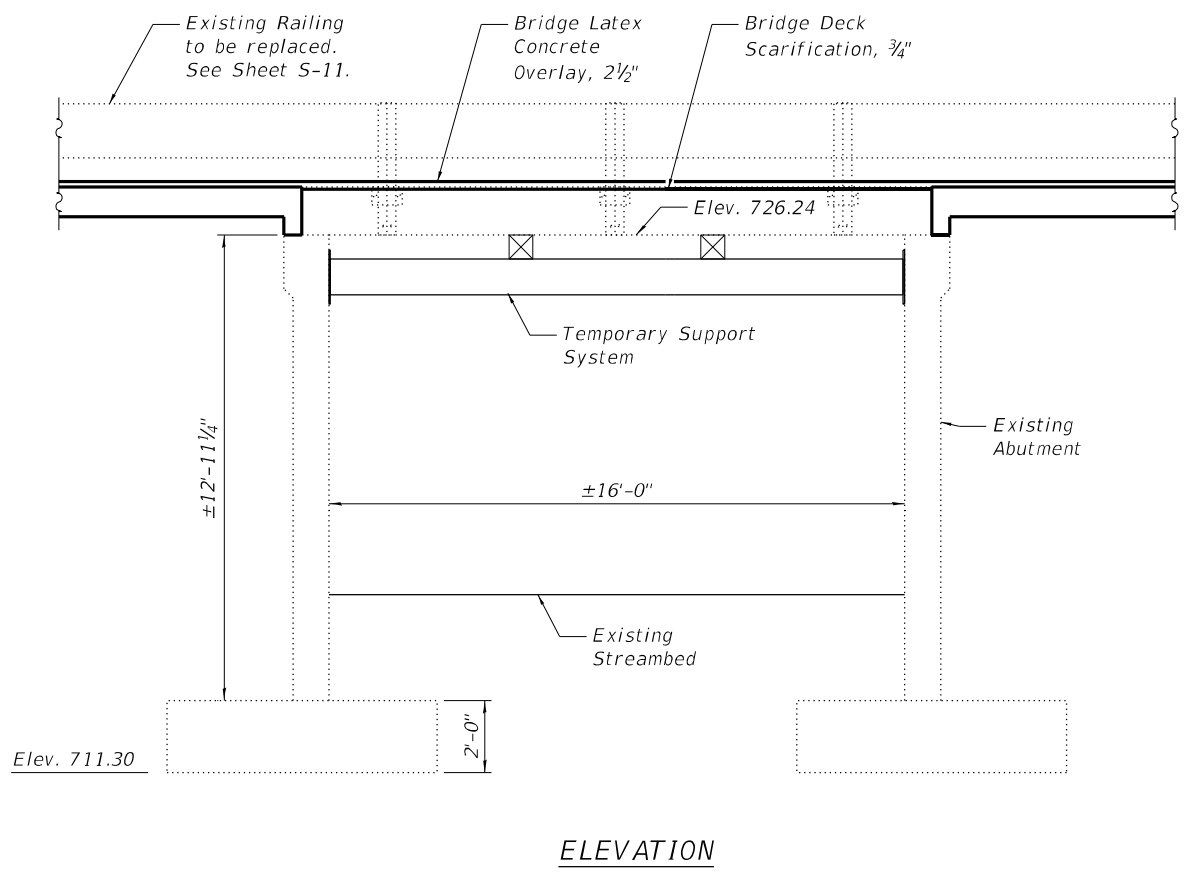 Existing Railing
to be replaced.
See Sheet S-11.
Bridge Latex
Concrete
Overlay, 2½"
Bridge Deck
Scarification, ¾"
Elev. 726.24
Temporary Support
System
±12'-11¼"
Existing
Abutment
±16'-0"
Existing
Streambed
2'-0"
Elev. 711.30
ELEVATION